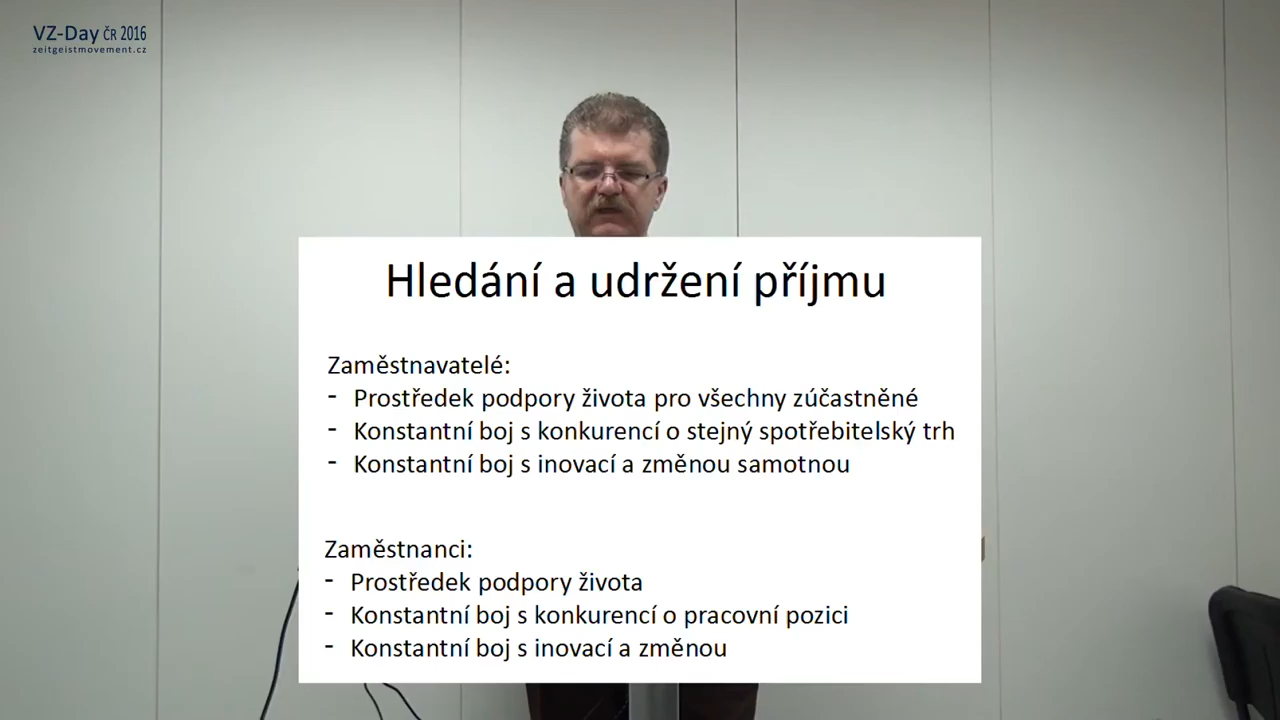 VZ-Day ČR 2016
zeitgeistmovement.cz
Hledání a udržení příjmu
Zaměstnavatelé:
- Prostředek podpory života pro všechny zúčastněné
- Konstantní boj s konkurencí o stejný spotřebitelský trh
- Konstantní boj s inovací a změnou samotnou
Zaměstnanci:
- Prostředek podpory života
- Konstantní boj s konkurencí o pracovní pozici
- Konstantní boj s inovací a změnou